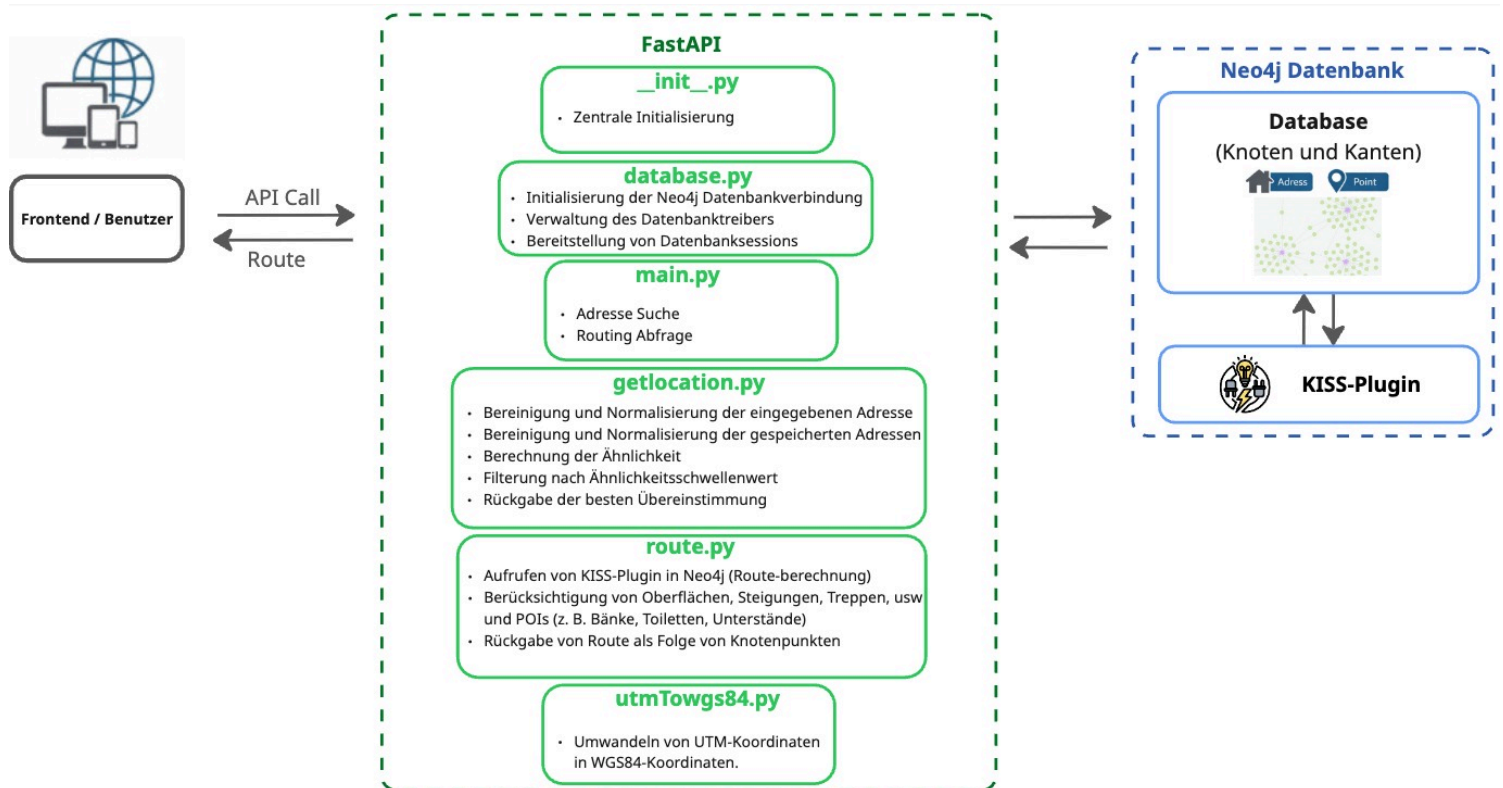 FastAPI
__init__.py
• Zentrale Initialisierung
database.py
• Initialisierung der Neo4j Datenbankverbindung
• Verwaltung des Datenbanktreibers
• Bereitstellung von Datenbanksessions
main.py
• Adresse Suche
• Routing Abfrage
getlocation.py
• Bereinigung und Normalisierung der eingegebenen Adresse
• Bereinigung und Normalisierung der gespeicherten Adressen
• Berechnung der Ähnlichkeit
• Filterung nach Ähnlichkeitsschwellenwert
• Rückgabe der besten Übereinstimmung
route.py
• Aufrufen von KISS-Plugin in Neo4j (Route-berechnung)
• Berücksichtigung von Oberflächen, Steigungen, Treppen, usw
und POIs (z. B. Bänke, Toiletten, Unterstände)
• Rückgabe von Route als Folge von Knotenpunkten
utmTowgs84.py
• Umwandeln von UTM-Koordinaten
in WGS84-Koordinaten.
Frontend / Benutzer
API Call
Route
Neo4j Datenbank
Database
(Knoten und Kanten)
Adress
Point
KISS-Plugin